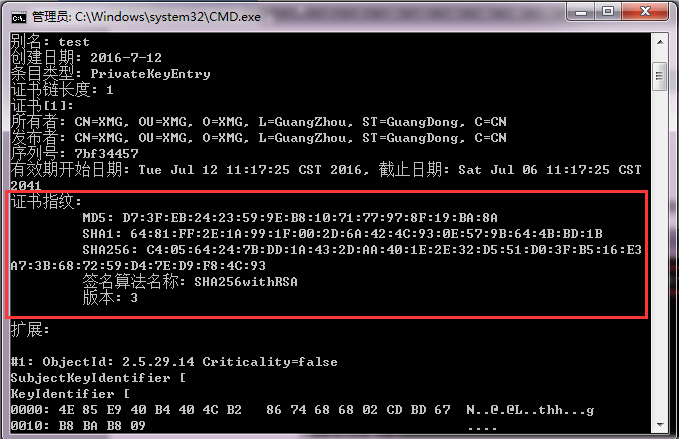 管理员: C:\Windows\system32\CMD.exe
别名: test
创建日期: 2016-7-12
条目类型: PrivateKeyEntry
证书链长度: 1
证书[1]:
所有者: CN=XMG, OU=XMG, O=XMG, L=GuangZhou, ST=GuangDong, C=CN
发布者: CN=XMG, OU=XMG, O=XMG, L=GuangZhou, ST=GuangDong, C=CN
序列号: 7bf34457
有效期开始日期: Tue Jul 12 11:17:25 CST 2016, 截止日期: Sat Jul 06 11:17:25 CST
2041
证书指纹:
MD5: D7:3F:EB:24:23:59:9E:B8:10:71:77:97:8F:19:BA:8A
SHA1: 64:81:FF:2E:1A:99:1F:00:2D:6A:42:4C:93:0E:57:9B:64:4B:BD:1B
SHA256: C4:05:64:24:7B:DD:1A:43:2D:AA:40:1E:2E:32:D5:51:D0:3F:B5:16:E3
A7:3B:68:72:59:D4:7E:D9:F8:4C:93
签名算法名称: SHA256withRSA
版本: 3
扩展:
#1: ObjectId: 2.5.29.14 Criticality=false
SubjectKeyIdentifier [
KeyIdentifier [
0000: 4E 85 E9 40 B4 40 4C B2   86 74 68 68 02 CD BD 67  N..@.@L..thh...g
0010: B8 BA B8 09                                        ....